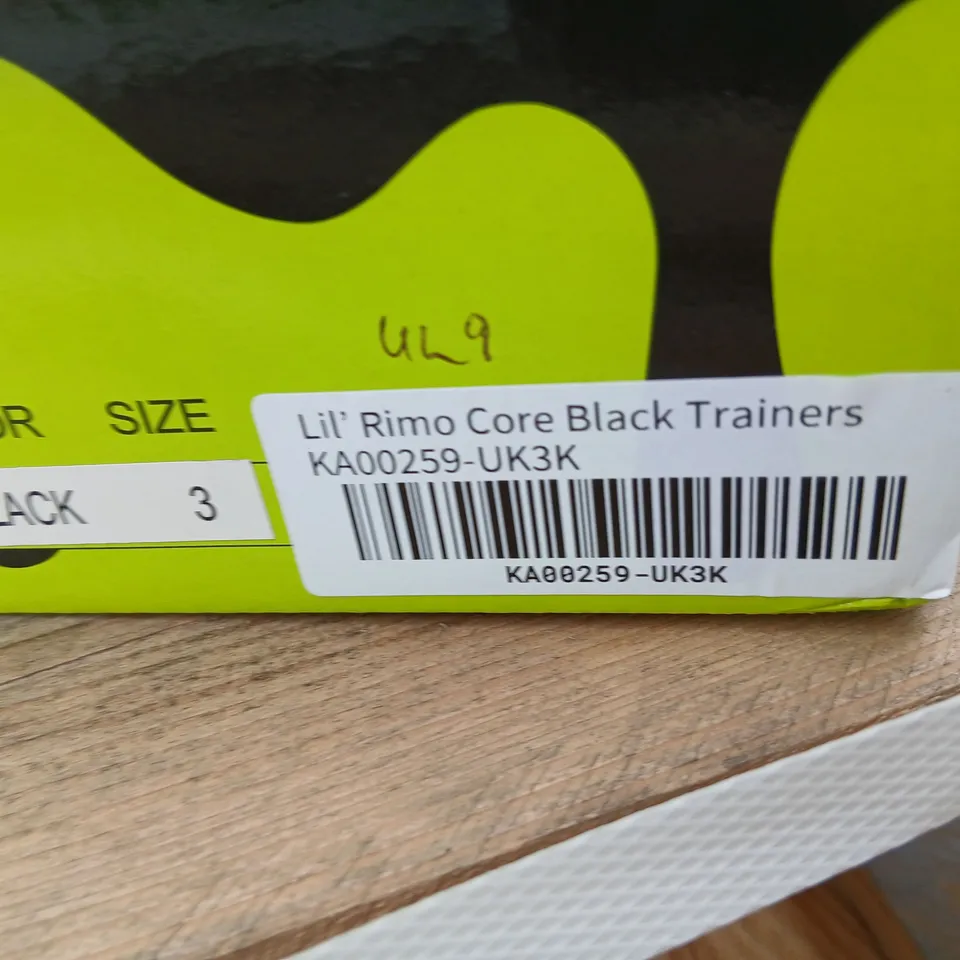 UL9
OR SIZE
LACK 3
Lil’ Rimo Core Black Trainers
KA00259-UK3K
KA00259-UK3K